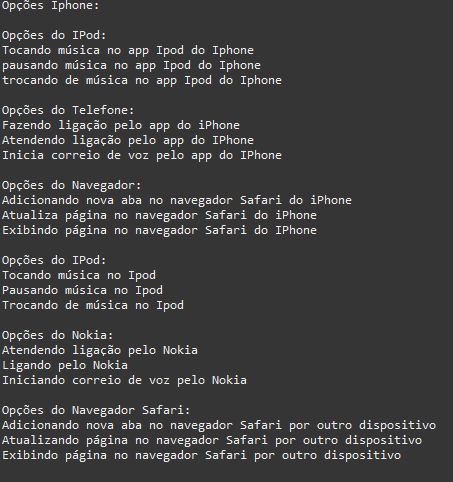 Opções Iphone:

Opções do IPod:
Tocando música no app Ipod do Iphone
pausando música no app Ipod do Iphone
trocando de música no app Ipod do Iphone

Opções do Telefone:
Fazendo ligação pelo app do iPhone
Atendendo ligação pelo app do IPhone
Inicia correio de voz pelo app do IPhone

Opções do Navegador:
Adicionando nova aba no navegador Safari do iPhone
Atualiza página no navegador Safari do iPhone
Exibindo página no navegador Safari do IPhone

Opções do IPod:
Tocando música no Ipod
Pausando música no Ipod
Trocando de música no Ipod

Opções do Nokia:
Atendendo ligação pelo Nokia
Ligando pelo Nokia
Iniciando correio de voz pelo Nokia

Opções do Navegador Safari:
Adicionando nova aba no navegador Safari por outro dispositivo
Atualizando página no navegador Safari por outro dispositivo
Exibindo página no navegador Safari por outro dispositivo